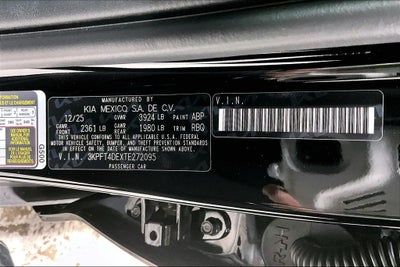 MANUFACTURED BY
KIA MEXICO, S.A. DE C.V.
12/25 GVWR 3924 LB PAINT ABP
GAWR FRONT 2361 LB GAWR REAR 1980 LB TRIM RBQ
THIS VEHICLE CONFORMS TO ALL APPLICABLE U.S.A. FEDERAL
MOTOR VEHICLE SAFETY, BUMPER, AND THEFT PREVENTION STANDARDS
IN EFFECT ON THE DATE OF MANUFACTURE SHOWN ABOVE.
V.I.N. 3KPFT4DEXTE272095
PASSENGER CAR
V.I.N.
G5000